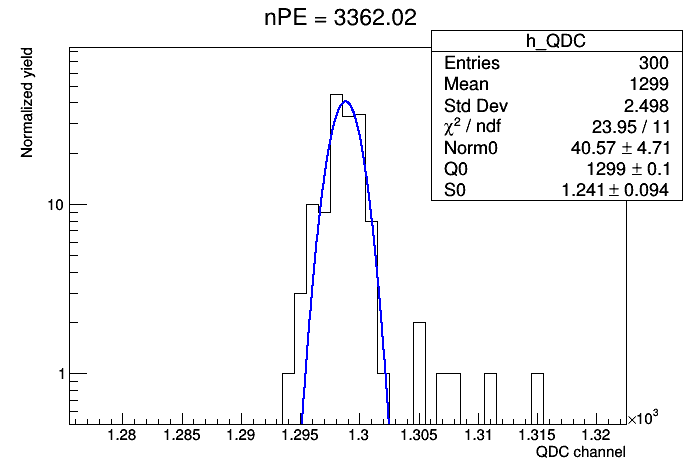 nPE = 3362.02
h_QDC
Entries 300
Mean 1299
Std Dev 2.498
χ² / ndf 23.95 / 11
Norm0 40.57 ± 4.71
Q0 1299 ± 0.1
S0 1.241 ± 0.094
Normalized yield
10
1
1.28 1.285 1.29 1.295 1.3 1.305 1.31 1.315 1.32
×10³
QDC channel